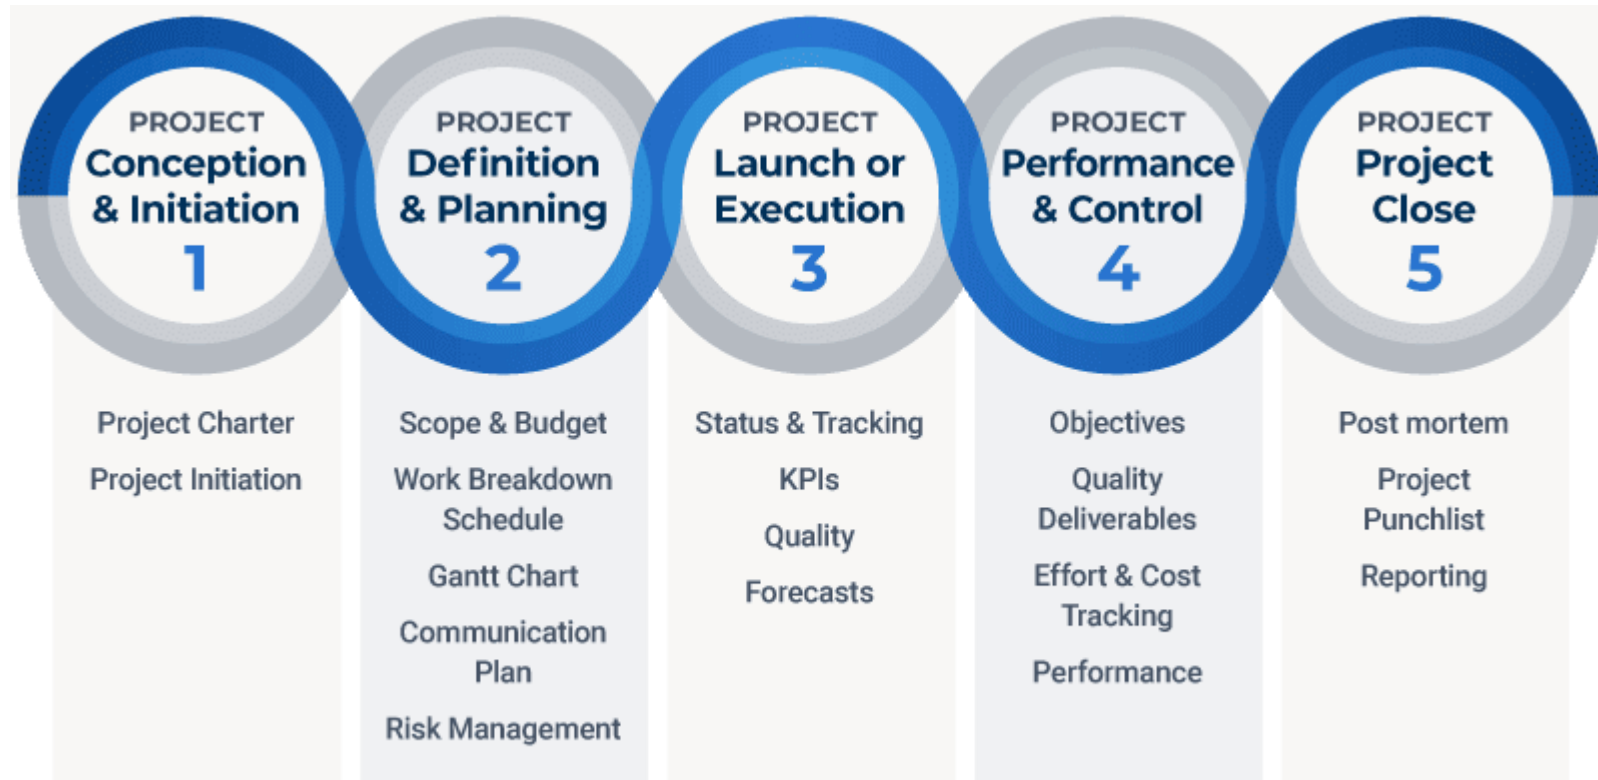 PROJECT
Conception
& Initiation
1
Project Charter
Project Initiation
PROJECT
Definition
& Planning
2
Scope & Budget
Work Breakdown
Schedule
Gantt Chart
Communication
Plan
Risk Management
PROJECT
Launch or
Execution
3
Status & Tracking
KPIs
Quality
Forecasts
PROJECT
Performance
& Control
4
Objectives
Quality
Deliverables
Effort & Cost
Tracking
Performance
PROJECT
Project
Close
5
Post mortem
Project
Punchlist
Reporting